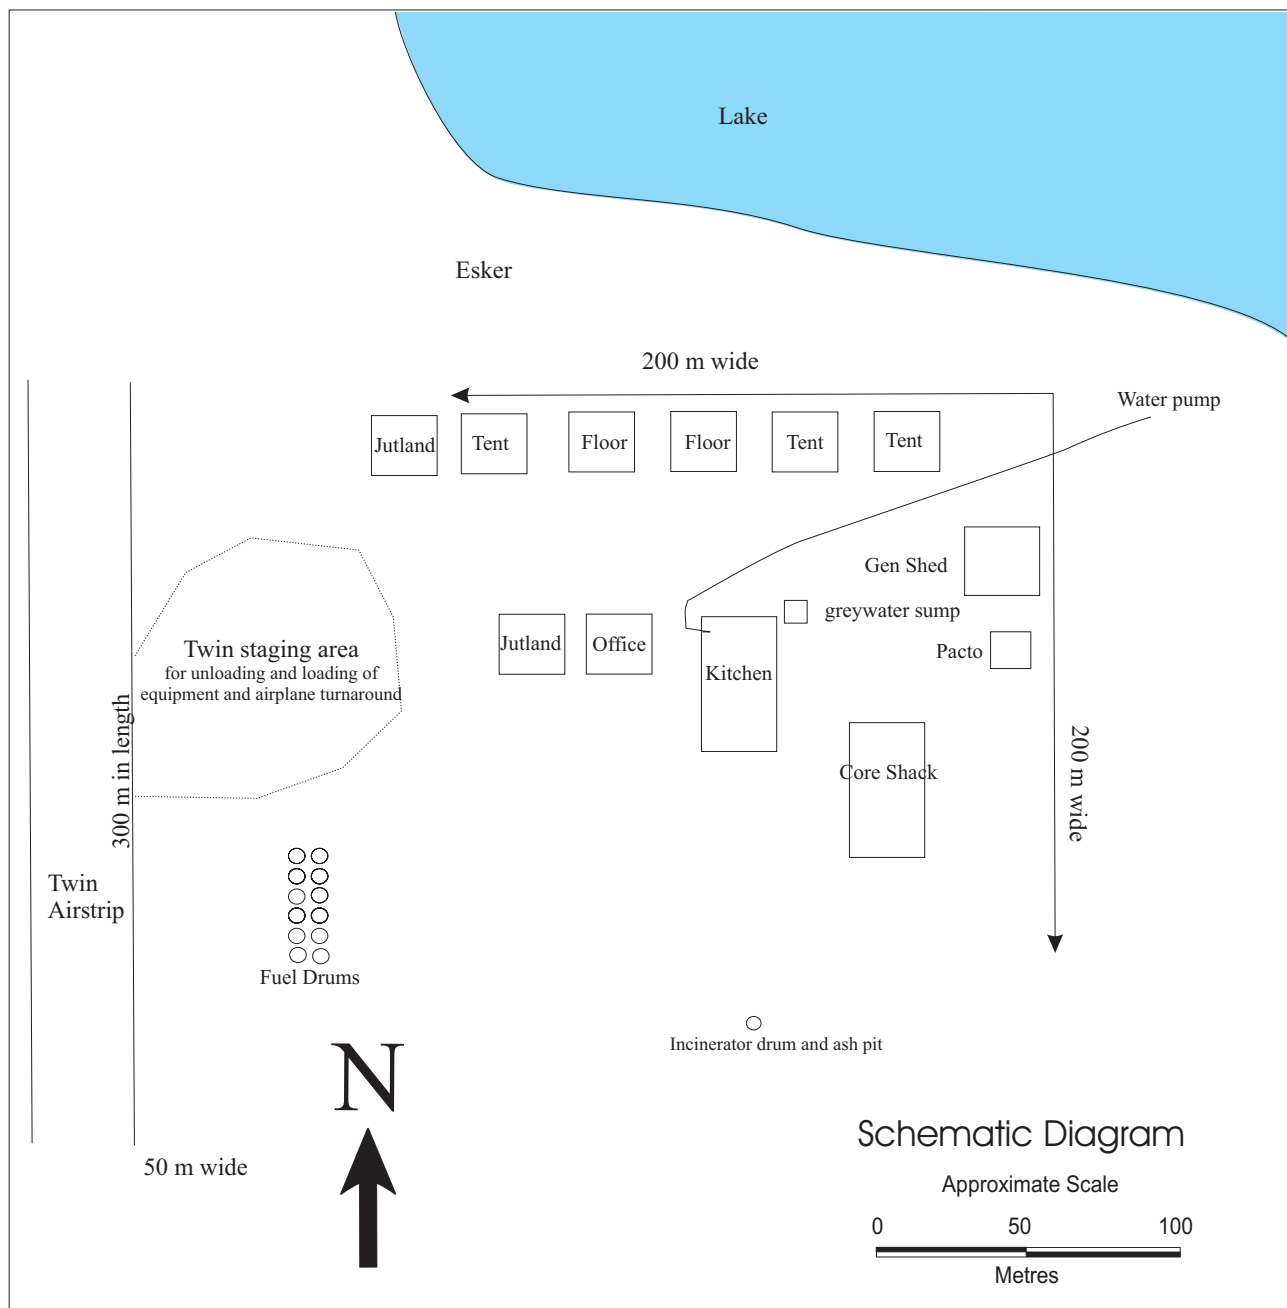 Lake
Esker
200 m wide
Water pump
Jutland
Tent
Floor
Floor
Tent
Tent
Gen Shed
greywater sump
Jutland
Office
Kitchen
Pacto
Twin staging area
for unloading and loading of
equipment and airplane turnaround
300 m in length
200 m wide
Core Shack
Twin
Airstrip
Fuel Drums
Incinerator drum and ash pit
N
50 m wide
Schematic Diagram
Approximate Scale
0 50 100
Metres